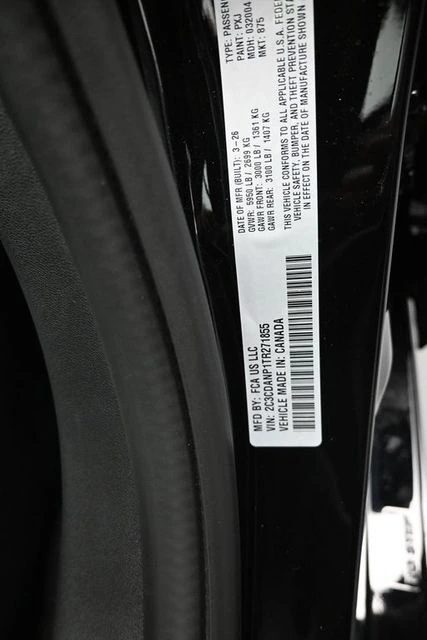 MFD BY: FCA US LLC
VIN: 2C3CDANP1TR271855
VEHICLE MADE IN: CANADA
DATE OF MFR (BUILT): 3-26
GVWR: 5950 LB / 2699 KG
GAWR FRONT: 3000 LB / 1361 KG
GAWR REAR: 3100 LB / 1407 KG
THIS VEHICLE CONFORMS TO ALL APPLICABLE U.S.A. FEDE
VEHICLE SAFETY, BUMPER, AND THEFT PREVENTION STA
IN EFFECT ON THE DATE OF MANUFACTURE SHOWN
TYPE: PASSEN
PAINT: PXJ
MDH: 032004
MKT: 875